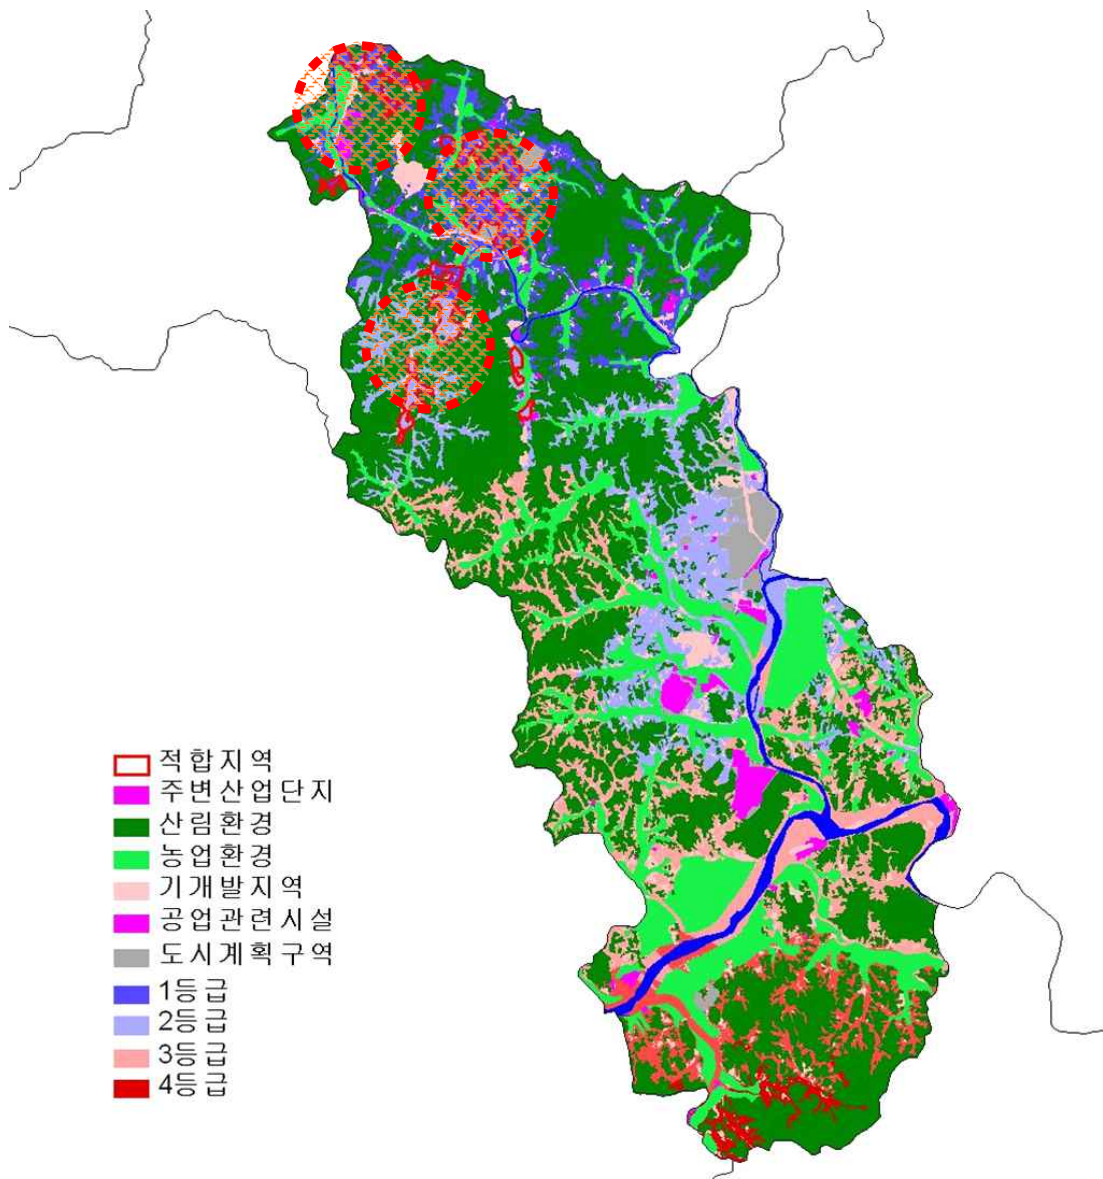 적합지역
주변산업단지
산림환경
농업환경
기개발지역
공업관련시설
도시계획구역
1등급
2등급
3등급
4등급